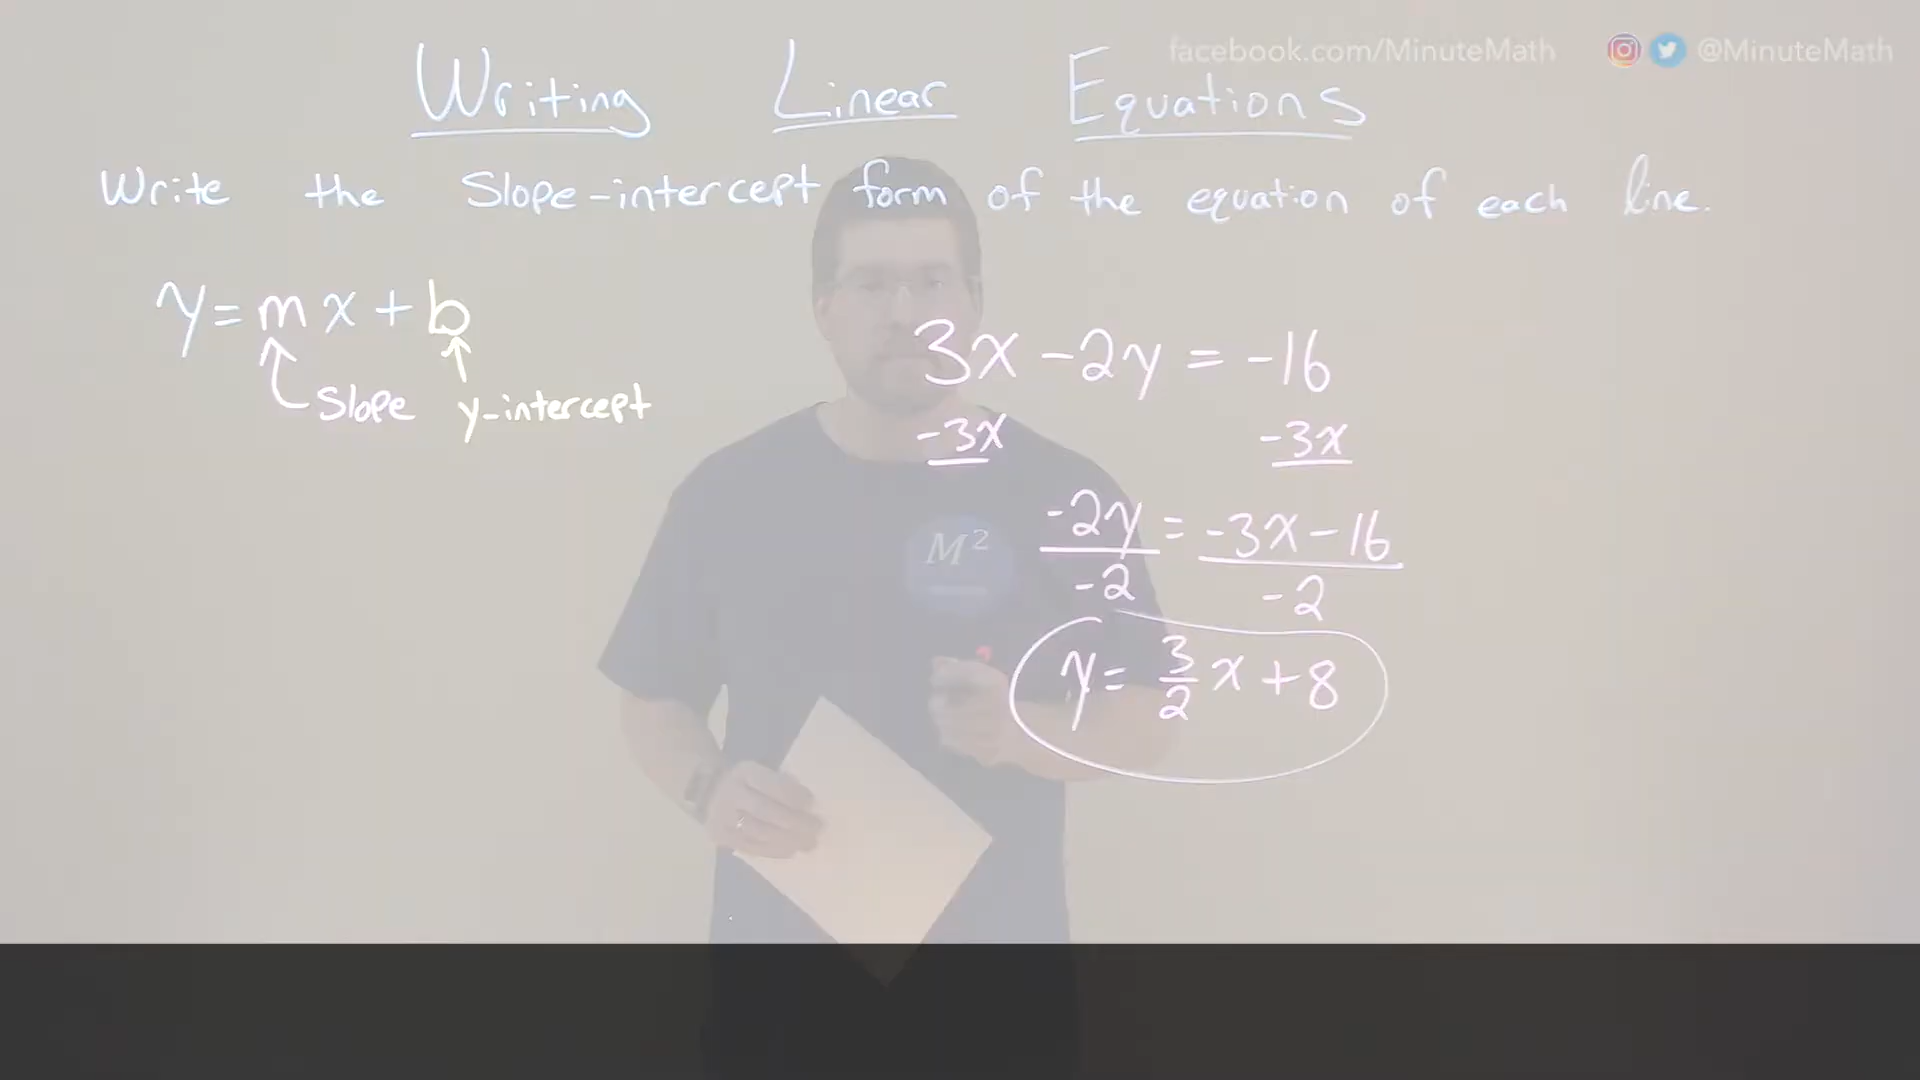 facebook.com/MinuteMath @MinuteMath
Writing Linear Equations
Write the Slope-intercept form of the equation of each line.
y = mx + b
Slope y-intercept
3x - 2y = -16
-3x -3x
-2y = -3x - 16
-2 -2
y = 3/2 x + 8
M²